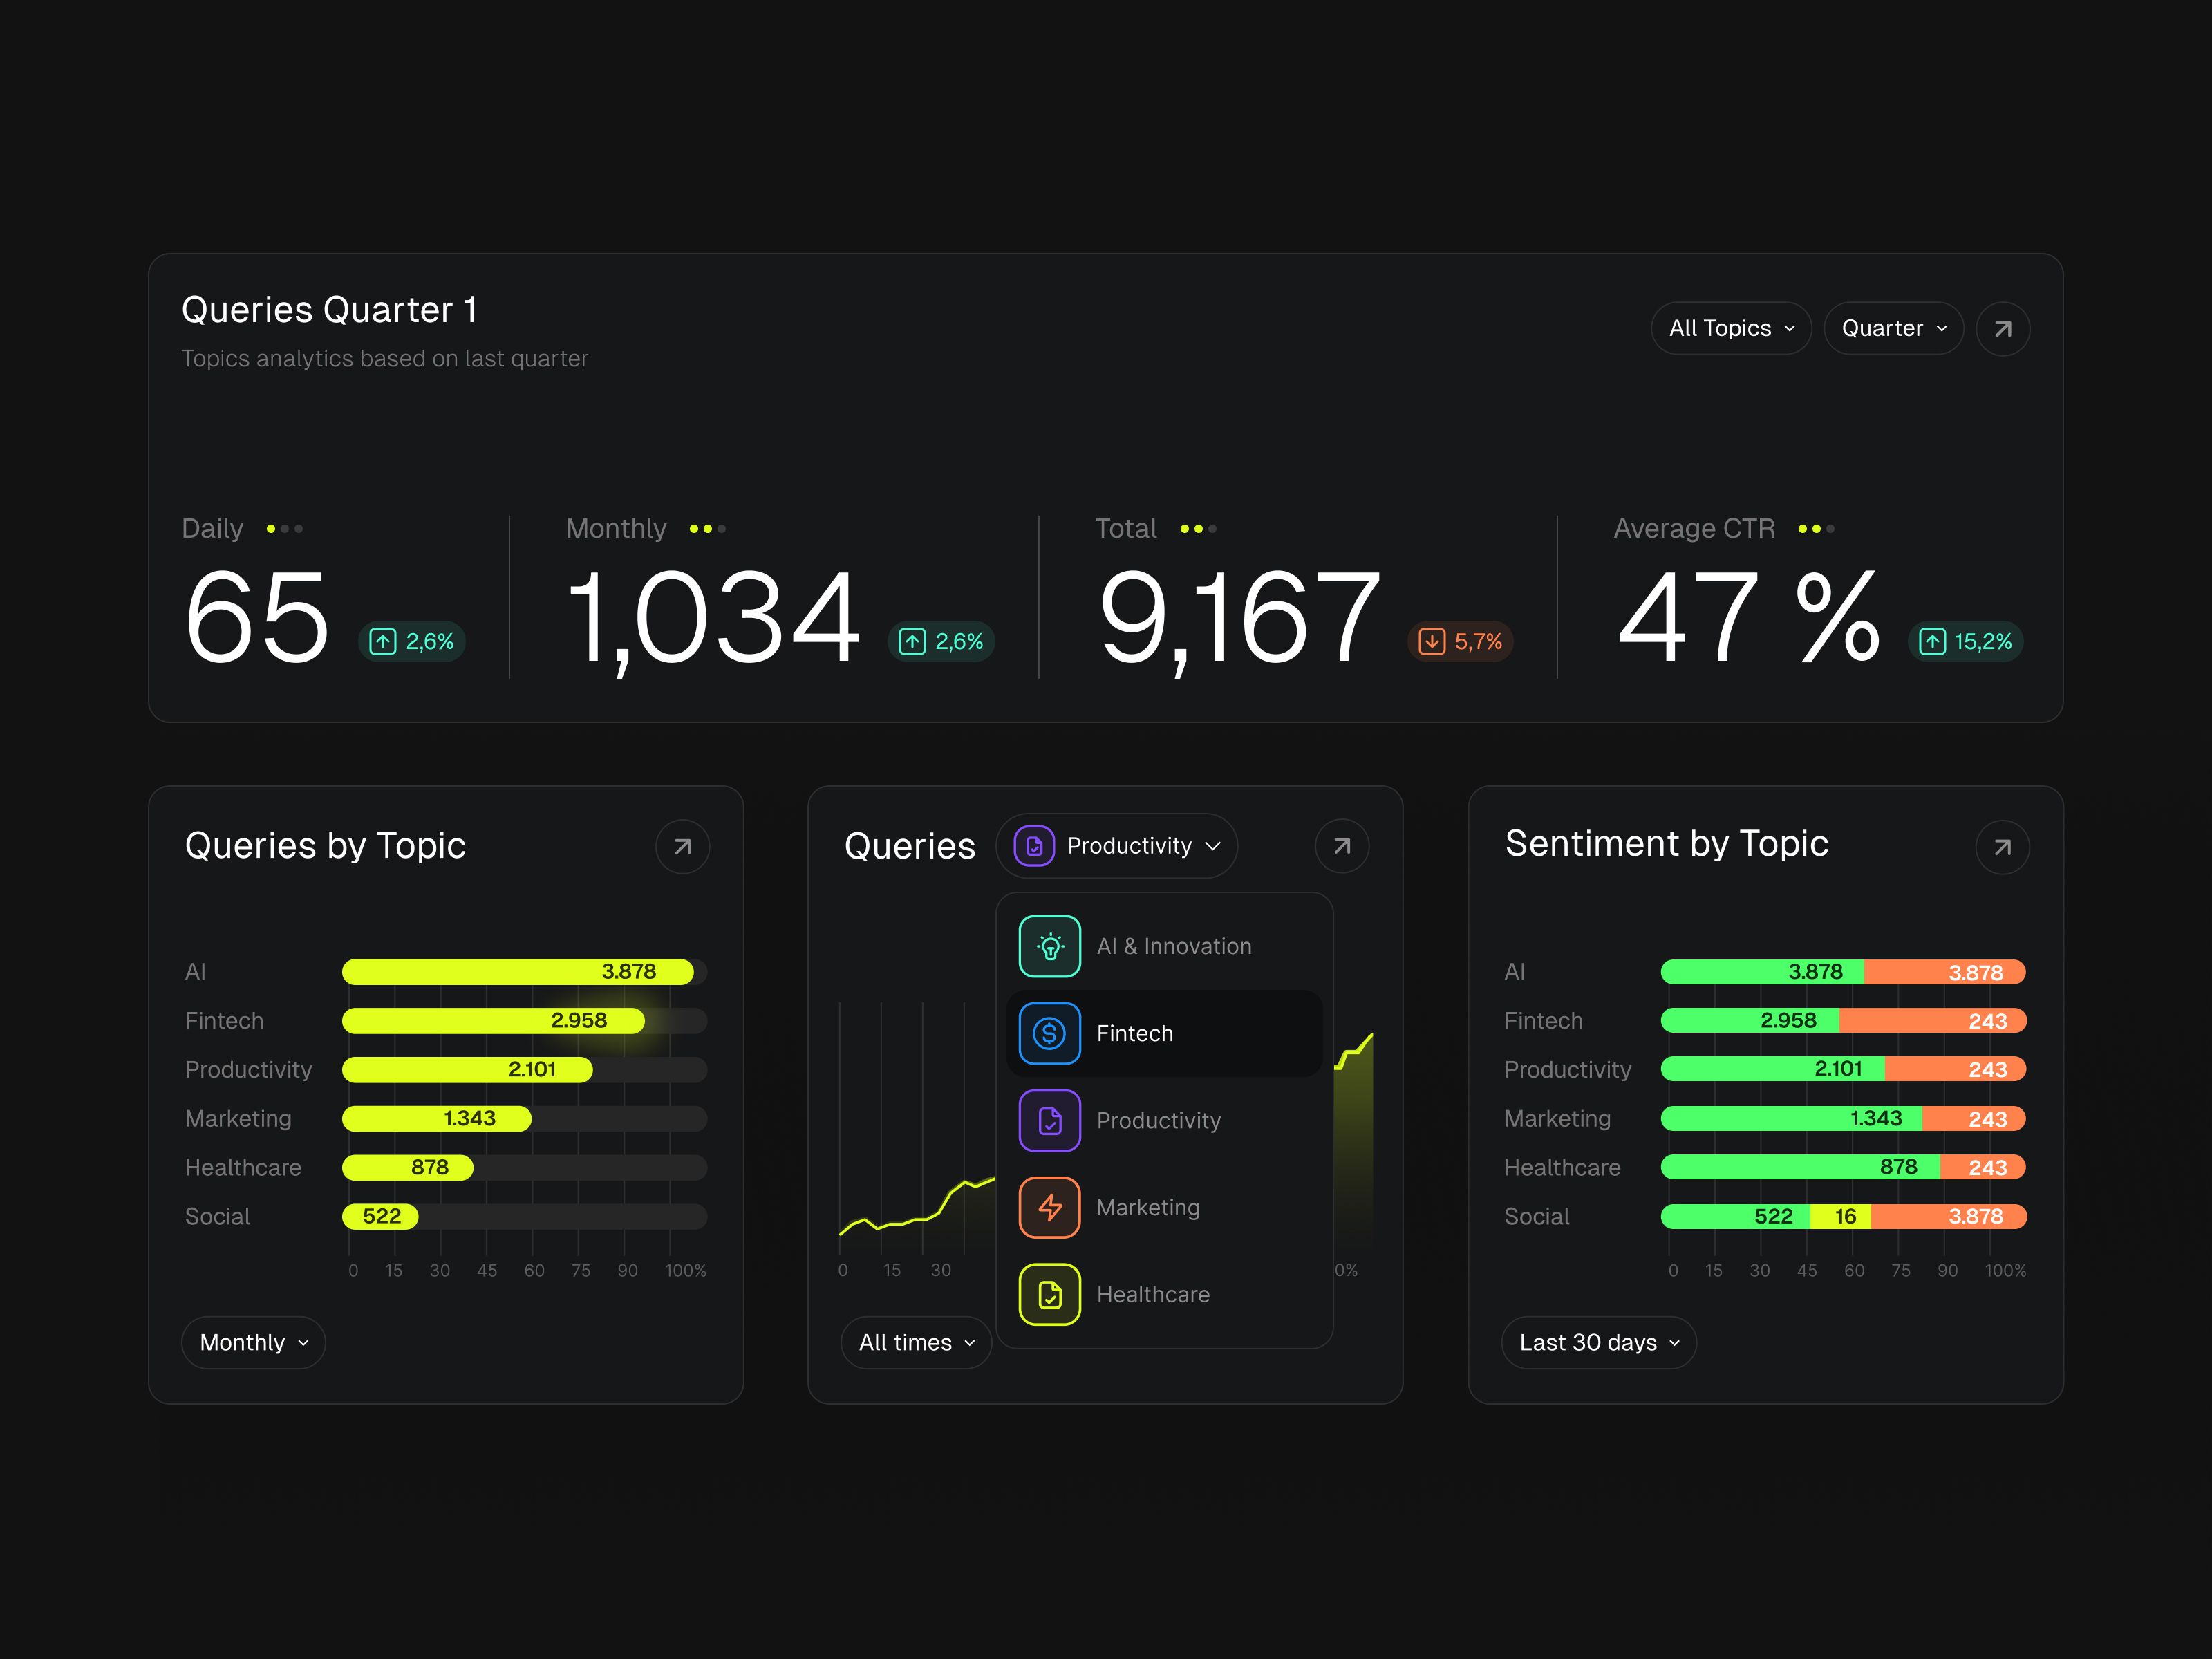 Queries Quarter 1
Topics analytics based on last quarter
All Topics
Quarter
Daily
65
2,6%
Monthly
1,034
2,6%
Total
9,167
5,7%
Average CTR
47 %
15,2%
Queries by Topic
AI 3.878
Fintech 2.958
Productivity 2.101
Marketing 1.343
Healthcare 878
Social 522
0 15 30 45 60 75 90 100%
Monthly
Queries
Productivity
AI & Innovation
Fintech
Productivity
Marketing
Healthcare
0 15 30 0%
All times
Sentiment by Topic
AI 3.878 3.878
Fintech 2.958 243
Productivity 2.101 243
Marketing 1.343 243
Healthcare 878 243
Social 522 16 3.878
0 15 30 45 60 75 90 100%
Last 30 days